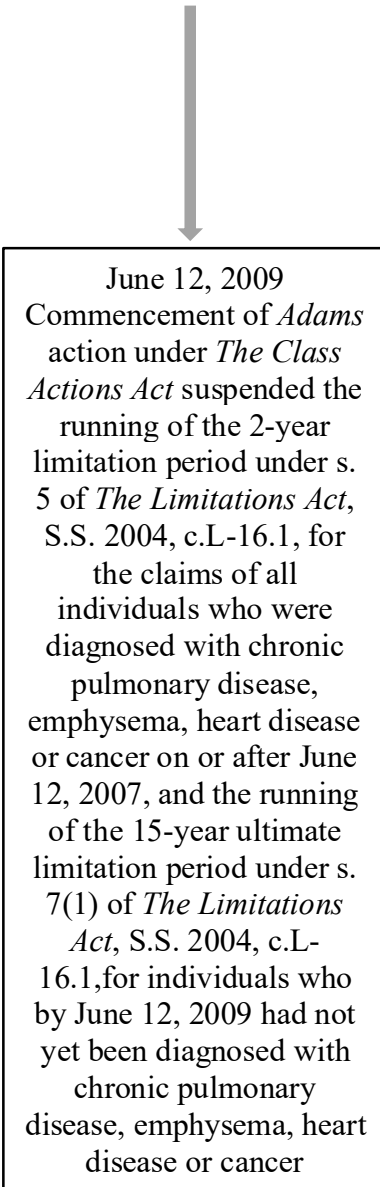 June 12, 2009
Commencement of Adams
action under The Class
Actions Act suspended the
running of the 2-year
limitation period under s.
5 of The Limitations Act,
S.S. 2004, c.L-16.1, for
the claims of all
individuals who were
diagnosed with chronic
pulmonary disease,
emphysema, heart disease
or cancer on or after June
12, 2007, and the running
of the 15-year ultimate
limitation period under s.
7(1) of The Limitations
Act, S.S. 2004, c.L-
16.1,for individuals who
by June 12, 2009 had not
yet been diagnosed with
chronic pulmonary
disease, emphysema, heart
disease or cancer